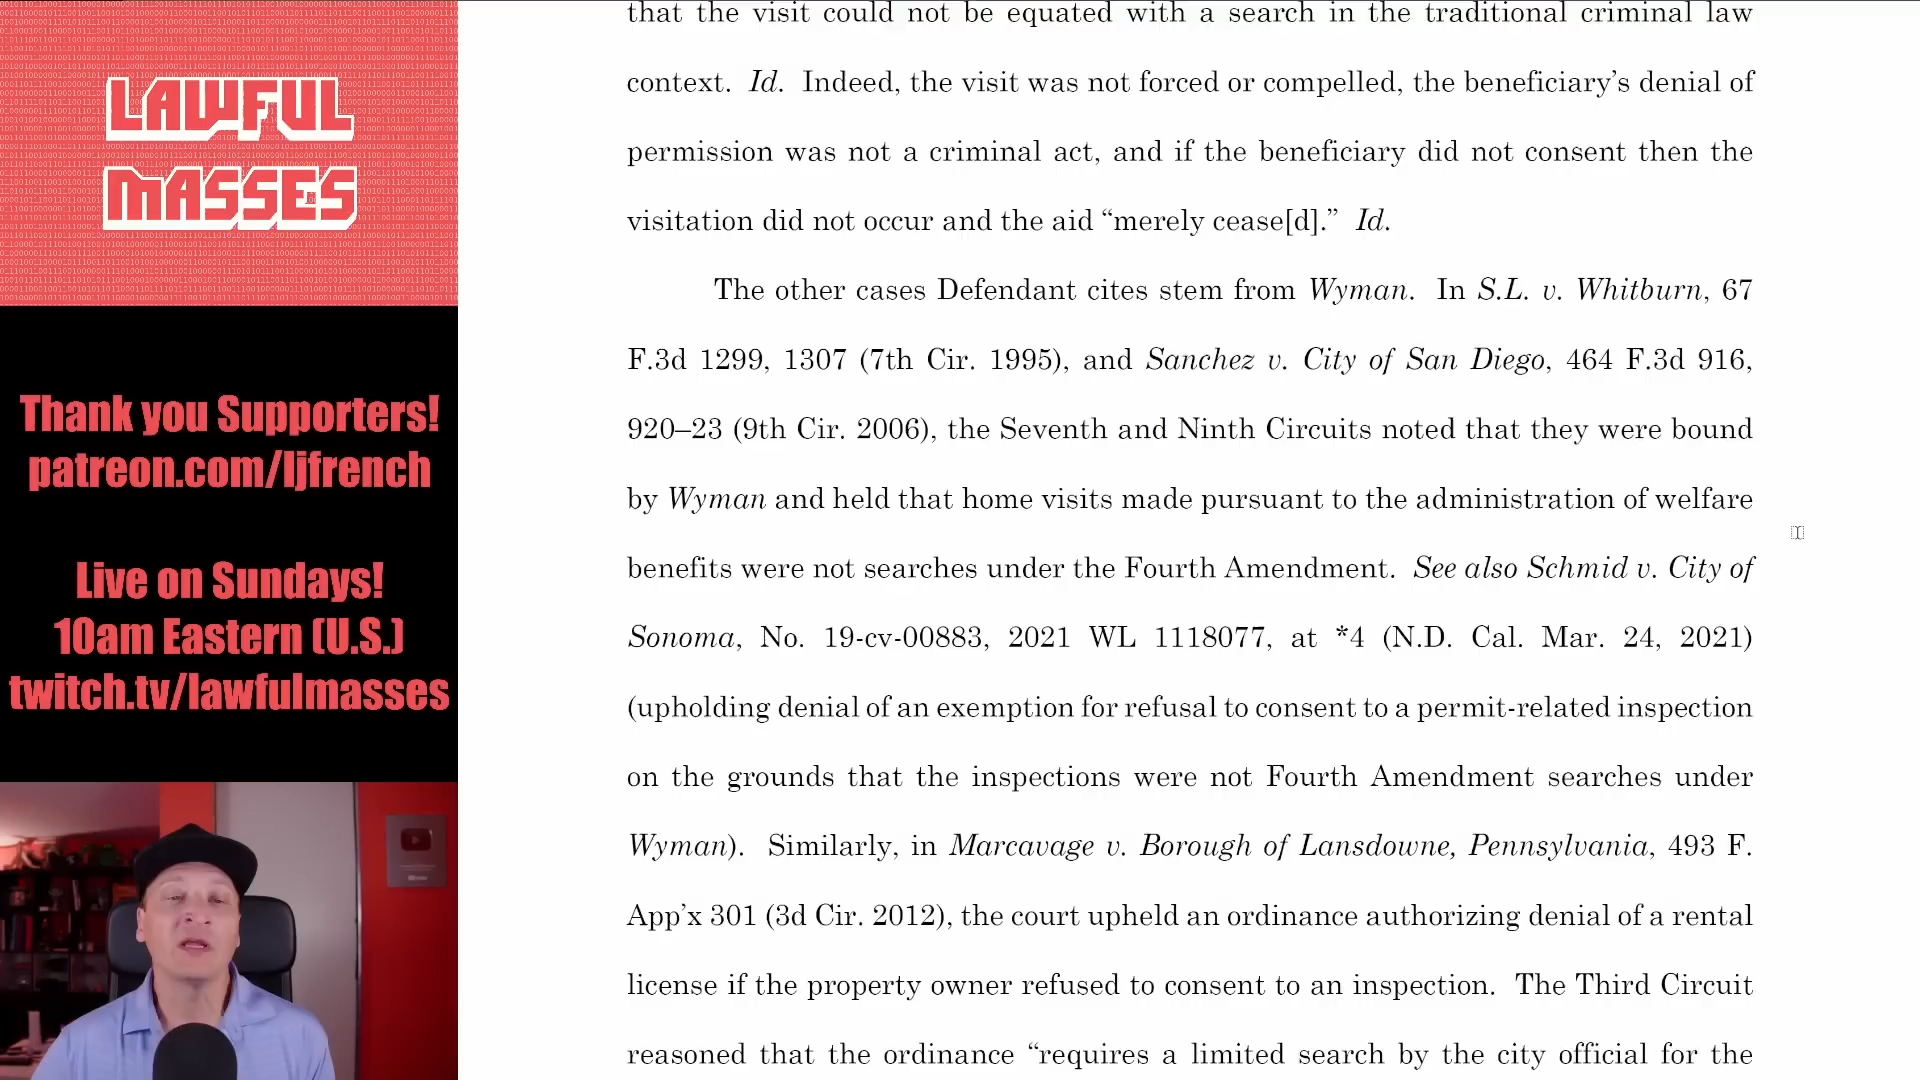 LAWFUL
MASSES
Thank you Supporters!
patreon.com/ljfrench
Live on Sundays!
10am Eastern (U.S.)
twitch.tv/lawfulmasses
that the visit could not be equated with a search in the traditional criminal law
context. Id. Indeed, the visit was not forced or compelled, the beneficiary’s denial of
permission was not a criminal act, and if the beneficiary did not consent then the
visitation did not occur and the aid “merely cease[d].” Id.
The other cases Defendant cites stem from Wyman. In S.L. v. Whitburn, 67
F.3d 1299, 1307 (7th Cir. 1995), and Sanchez v. City of San Diego, 464 F.3d 916,
920–23 (9th Cir. 2006), the Seventh and Ninth Circuits noted that they were bound
by Wyman and held that home visits made pursuant to the administration of welfare
benefits were not searches under the Fourth Amendment. See also Schmid v. City of
Sonoma, No. 19-cv-00883, 2021 WL 1118077, at *4 (N.D. Cal. Mar. 24, 2021)
(upholding denial of an exemption for refusal to consent to a permit-related inspection
on the grounds that the inspections were not Fourth Amendment searches under
Wyman). Similarly, in Marcavage v. Borough of Lansdowne, Pennsylvania, 493 F.
App’x 301 (3d Cir. 2012), the court upheld an ordinance authorizing denial of a rental
license if the property owner refused to consent to an inspection. The Third Circuit
reasoned that the ordinance “requires a limited search by the city official for the